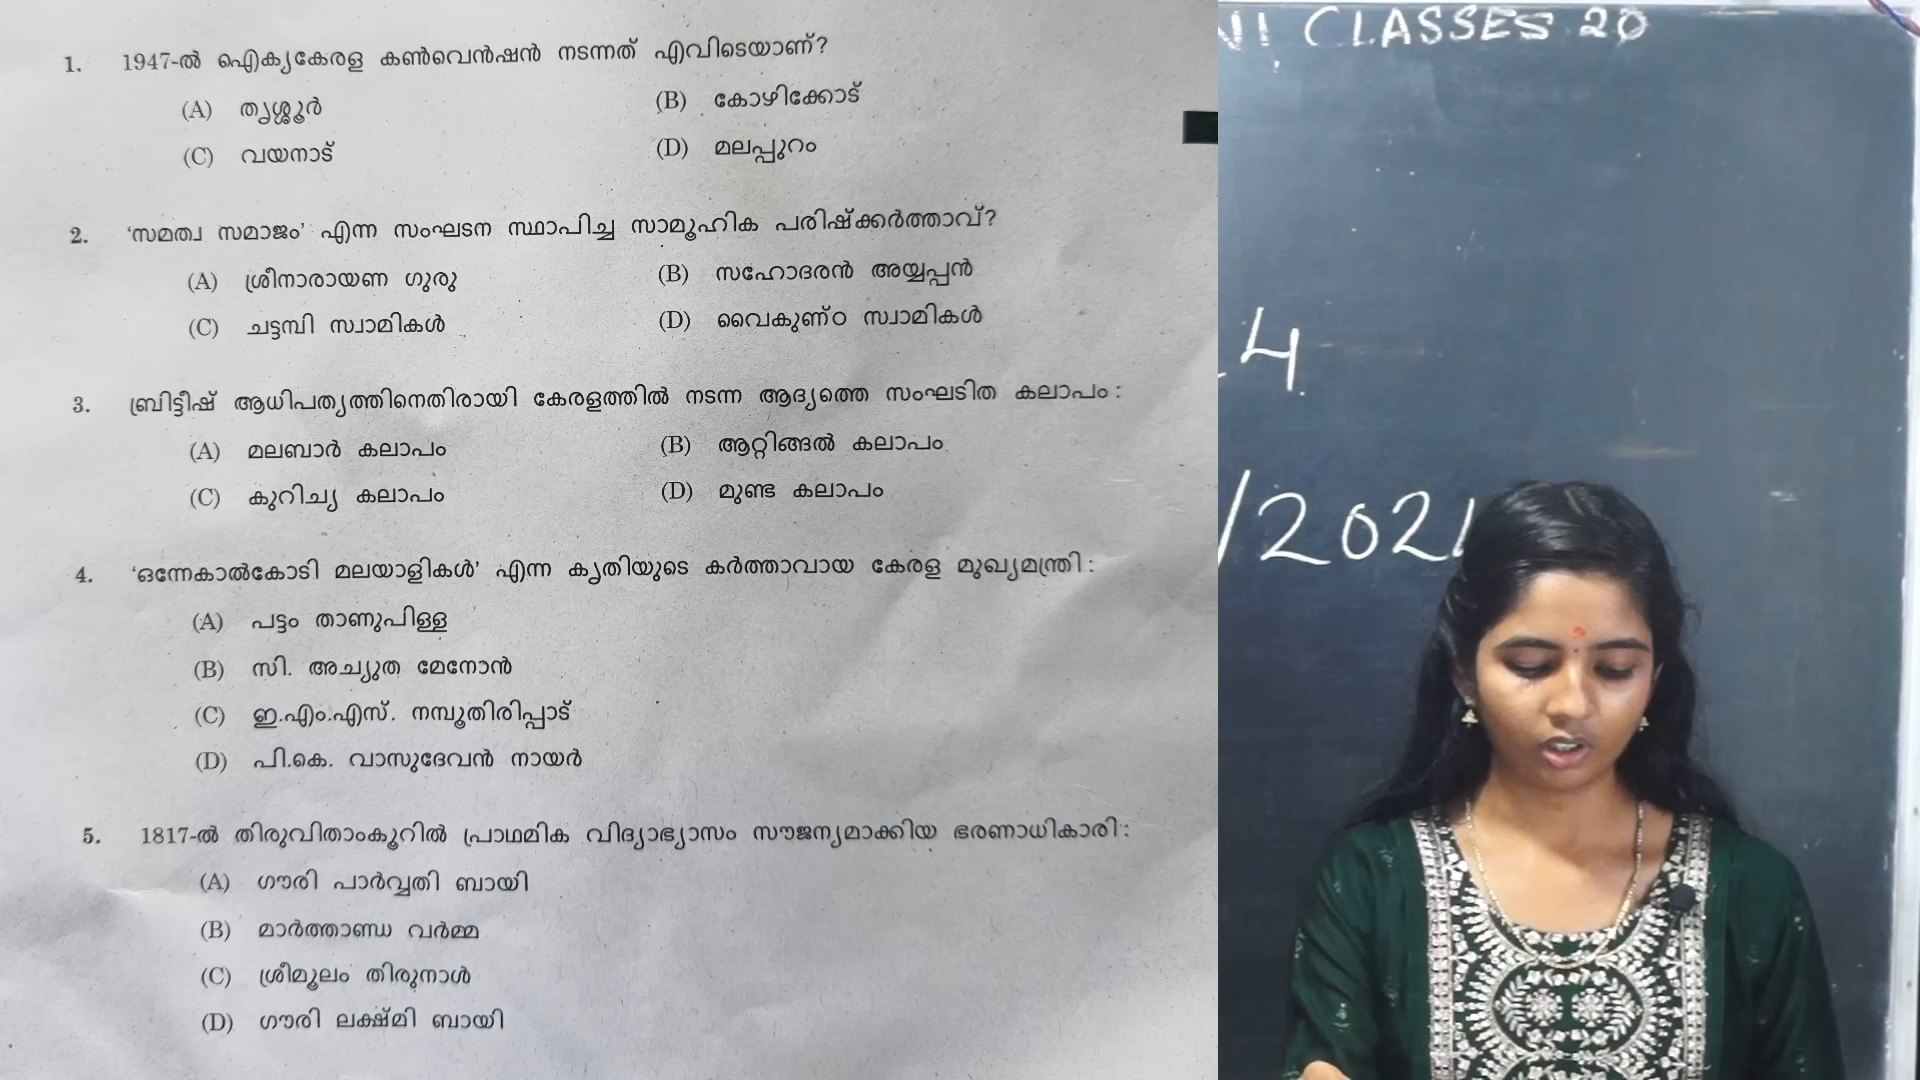 1. 1947-ൽ ഐക്യകേരള കൺവെൻഷൻ നടന്നത് എവിടെയാണ്?
(A) തൃശ്ശൂർ (B) കോഴിക്കോട്
(C) വയനാട് (D) മലപ്പുറം
2. 'സമത്വ സമാജം' എന്ന സംഘടന സ്ഥാപിച്ച സാമൂഹിക പരിഷ്ക്കർത്താവ്?
(A) ശ്രീനാരായണ ഗുരു (B) സഹോദരൻ അയ്യപ്പൻ
(C) ചട്ടമ്പി സ്വാമികൾ (D) വൈകുണ്ഠ സ്വാമികൾ
3. ബ്രിട്ടീഷ് ആധിപത്യത്തിനെതിരായി കേരളത്തിൽ നടന്ന ആദ്യത്തെ സംഘടിത കലാപം :
(A) മലബാർ കലാപം (B) ആറ്റിങ്ങൽ കലാപം
(C) കുറിച്യ കലാപം (D) മുണ്ട കലാപം
4. 'ഒന്നേകാൽകോടി മലയാളികൾ' എന്ന കൃതിയുടെ കർത്താവായ കേരള മുഖ്യമന്ത്രി :
(A) പട്ടം താണുപിള്ള
(B) സി. അച്യുത മേനോൻ
(C) ഇ.എം.എസ്. നമ്പൂതിരിപ്പാട്
(D) പി.കെ. വാസുദേവൻ നായർ
5. 1817-ൽ തിരുവിതാംകൂറിൽ പ്രാഥമിക വിദ്യാഭ്യാസം സൗജന്യമാക്കിയ ഭരണാധികാരി :
(A) ഗൗരി പാർവ്വതി ബായി
(B) മാർത്താണ്ഡ വർമ്മ
(C) ശ്രീമൂലം തിരുനാൾ
(D) ഗൗരി ലക്ഷ്മി ബായി
CLASSES 20
4
/202